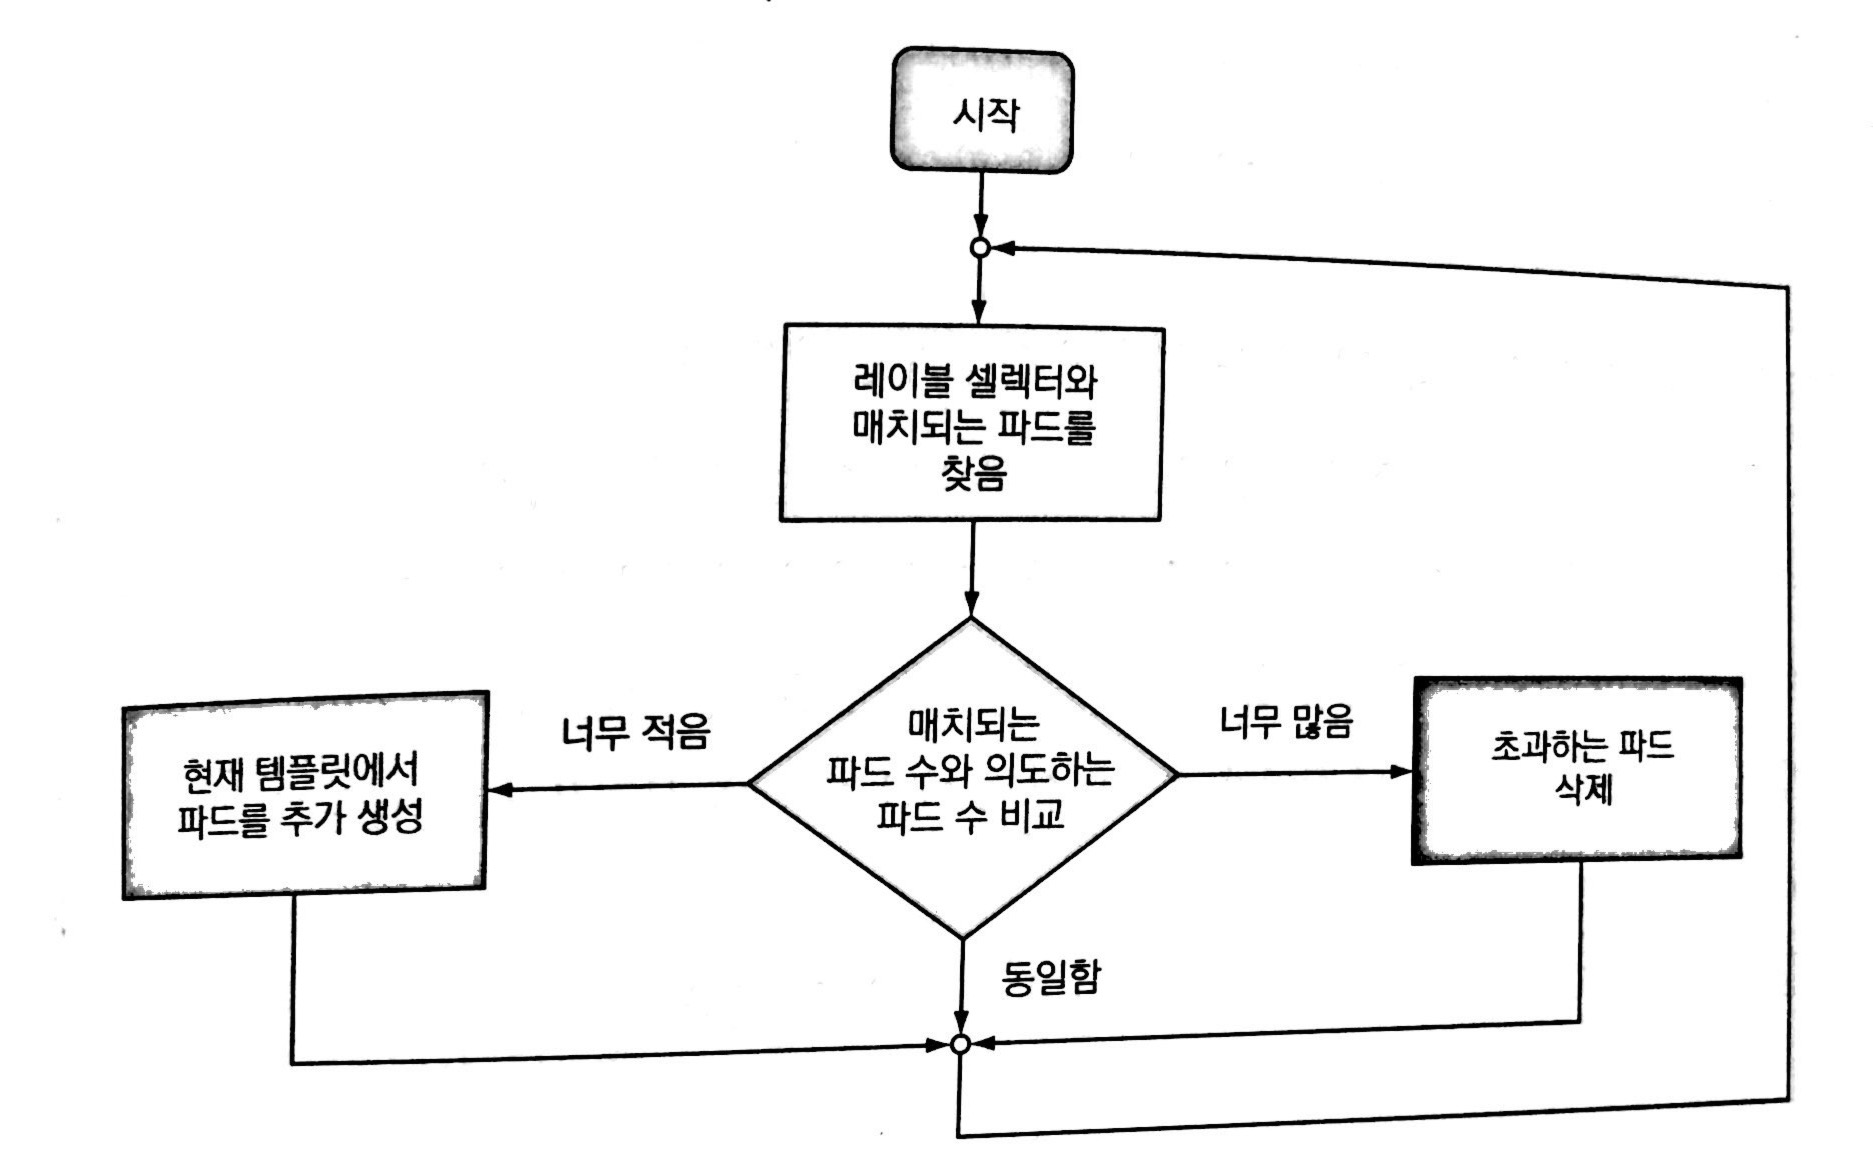 시작
레이블 셀렉터와
매치되는 파드를
찾음
매치되는
파드 수와 의도하는
파드 수 비교
너무 적음
현재 템플릿에서
파드를 추가 생성
너무 많음
초과하는 파드
삭제
동일함